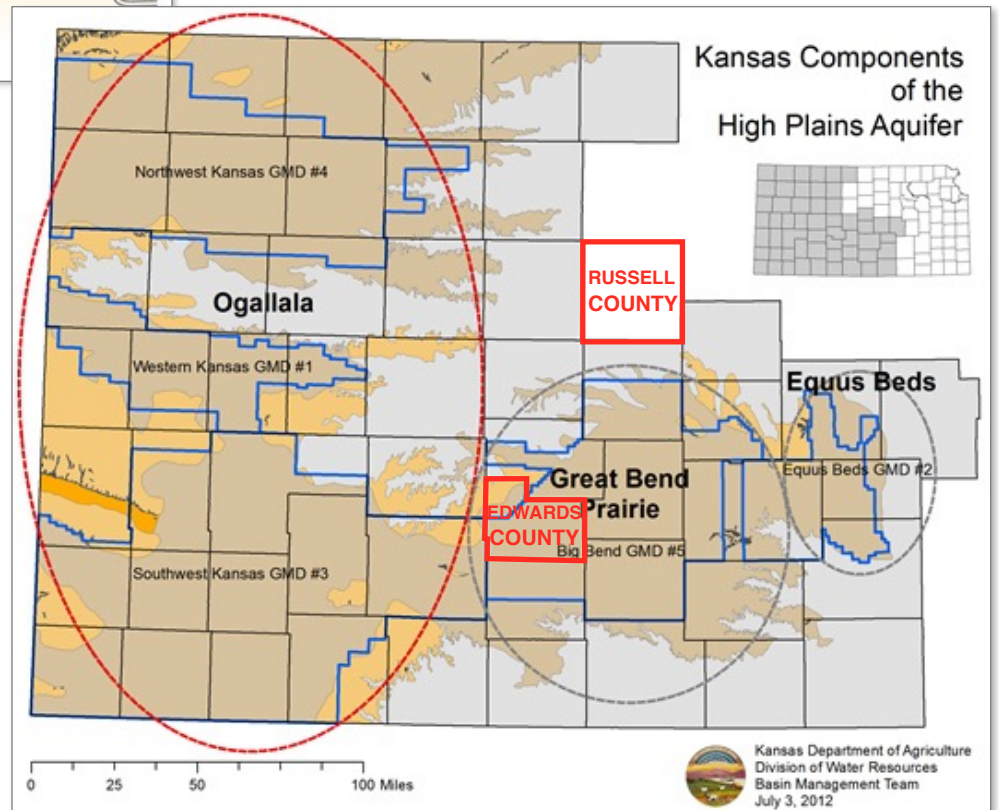 Kansas Components
of the
High Plains Aquifer
Northwest Kansas GMD #4
Ogallala
RUSSELL
COUNTY
Western Kansas GMD #1
Equus Beds
Equus Beds GMD #2
Great Bend
Prairie
EDWARDS
COUNTY
Big Bend GMD #5
Southwest Kansas GMD #3
0 25 50 100 Miles
Kansas Department of Agriculture
Division of Water Resources
Basin Management Team
July 3, 2012